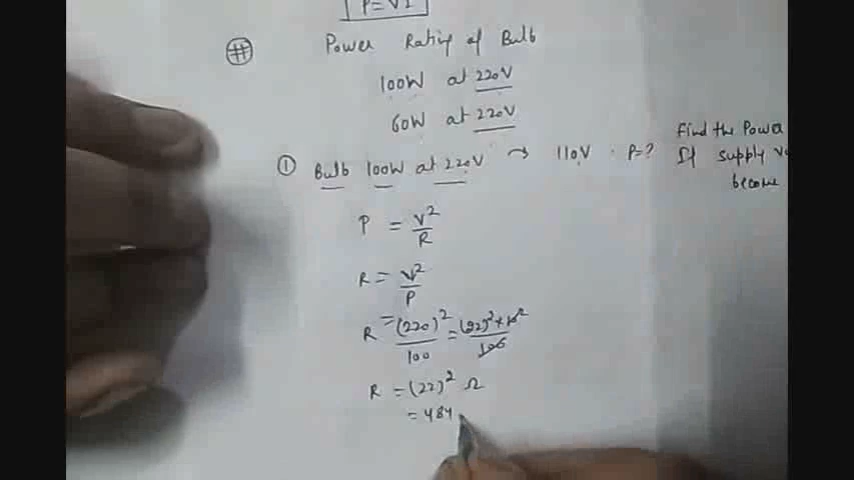 P = VI
# Power Rating of Bulb
100W at 220V
60W at 220V
① Bulb 100W at 220V → 110V . P=? Find the Power
If supply
become
P = V²/R
R = V²/P
R = (220)²/100 = (22)² × 10²/100
R = (22)² Ω
= 484